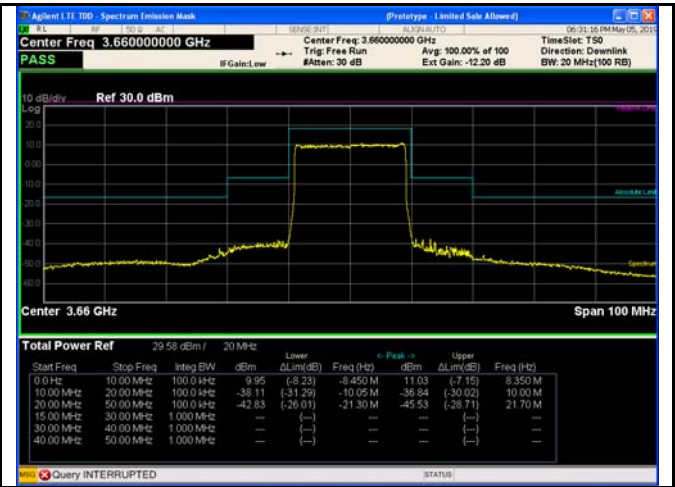 Agilent LTE TDD - Spectrum Emission Mask (Prototype - Limited Sale Allowed)
RL RF 50 Ω AC SENSE:INT ALIGN AUTO 06:31:16 PM May 05, 2019
Center Freq 3.660000000 GHz Center Freq: 3.660000000 GHz TimeSlot: TS0
PASS Trig: Free Run Avg: 100.00% of 100 Direction: Downlink
IFGain:Low #Atten: 30 dB Ext Gain: -12.20 dB BW: 20 MHz(100 RB)
10 dB/div Ref 30.0 dBm
Log
20.0
10.0
0.00
-10.0
Absolute Limit
-20.0
-30.0
-40.0
-50.0 Spectrum
-60.0
Center 3.66 GHz Span 100 MHz
Total Power Ref 29.58 dBm / 20 MHz
Lower <- Peak -> Upper
Start Freq Stop Freq Integ BW dBm ΔLim(dB) Freq (Hz) dBm ΔLim(dB) Freq (Hz)
0.0 Hz 10.00 MHz 100.0 kHz 9.95 (-8.23) -8.450 M 11.03 (-7.15) 8.350 M
10.00 MHz 20.00 MHz 100.0 kHz -38.11 (-31.29) -10.05 M -36.84 (-30.02) 10.00 M
20.00 MHz 50.00 MHz 100.0 kHz -42.83 (-26.01) -21.30 M -45.53 (-28.71) 21.70 M
15.00 MHz 30.00 MHz 1.000 MHz --- (---) --- --- (---) ---
30.00 MHz 40.00 MHz 1.000 MHz --- (---) --- --- (---) ---
40.00 MHz 50.00 MHz 1.000 MHz --- (---) --- --- (---) ---
MSG Query INTERRUPTED STATUS